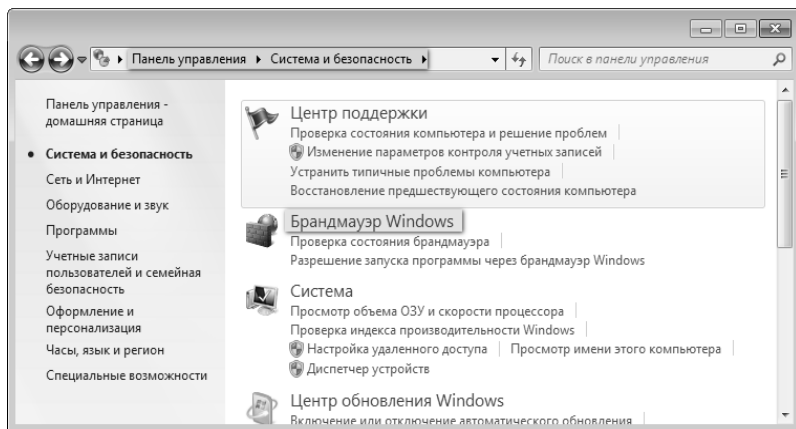 Панель управления ▸ Система и безопасность ▸
Поиск в панели управления
Панель управления -
домашняя страница
Система и безопасность
Сеть и Интернет
Оборудование и звук
Программы
Учетные записи
пользователей и семейная
безопасность
Оформление и
персонализация
Часы, язык и регион
Специальные возможности
Центр поддержки
Проверка состояния компьютера и решение проблем
Изменение параметров контроля учетных записей
Устранить типичные проблемы компьютера
Восстановление предшествующего состояния компьютера
Брандмауэр Windows
Проверка состояния брандмауэра
Разрешение запуска программы через брандмауэр Windows
Система
Просмотр объема ОЗУ и скорости процессора
Проверка индекса производительности Windows
Настройка удаленного доступа
Просмотр имени этого компьютера
Диспетчер устройств
Центр обновления Windows
Включение или отключение автоматического обновления